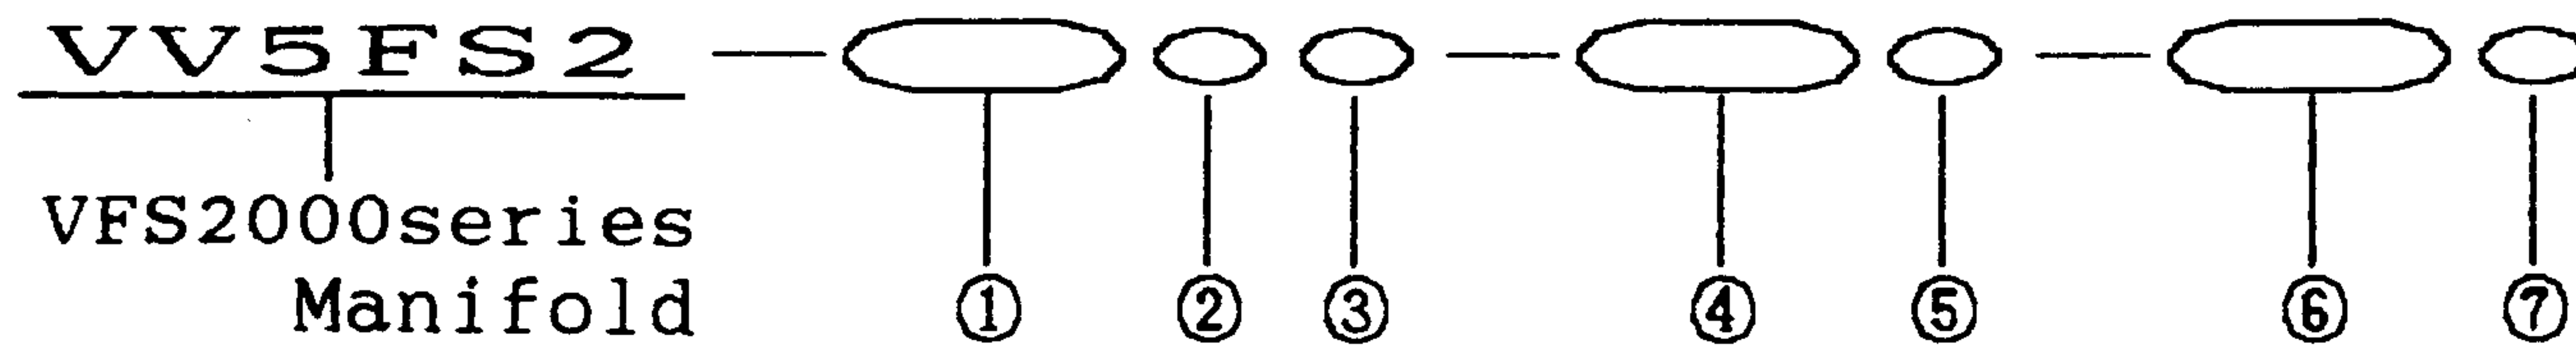 VV5FS2 — —  —
VFS2000series
Manifold ① ② ③ ④ ⑤ ⑥ ⑦